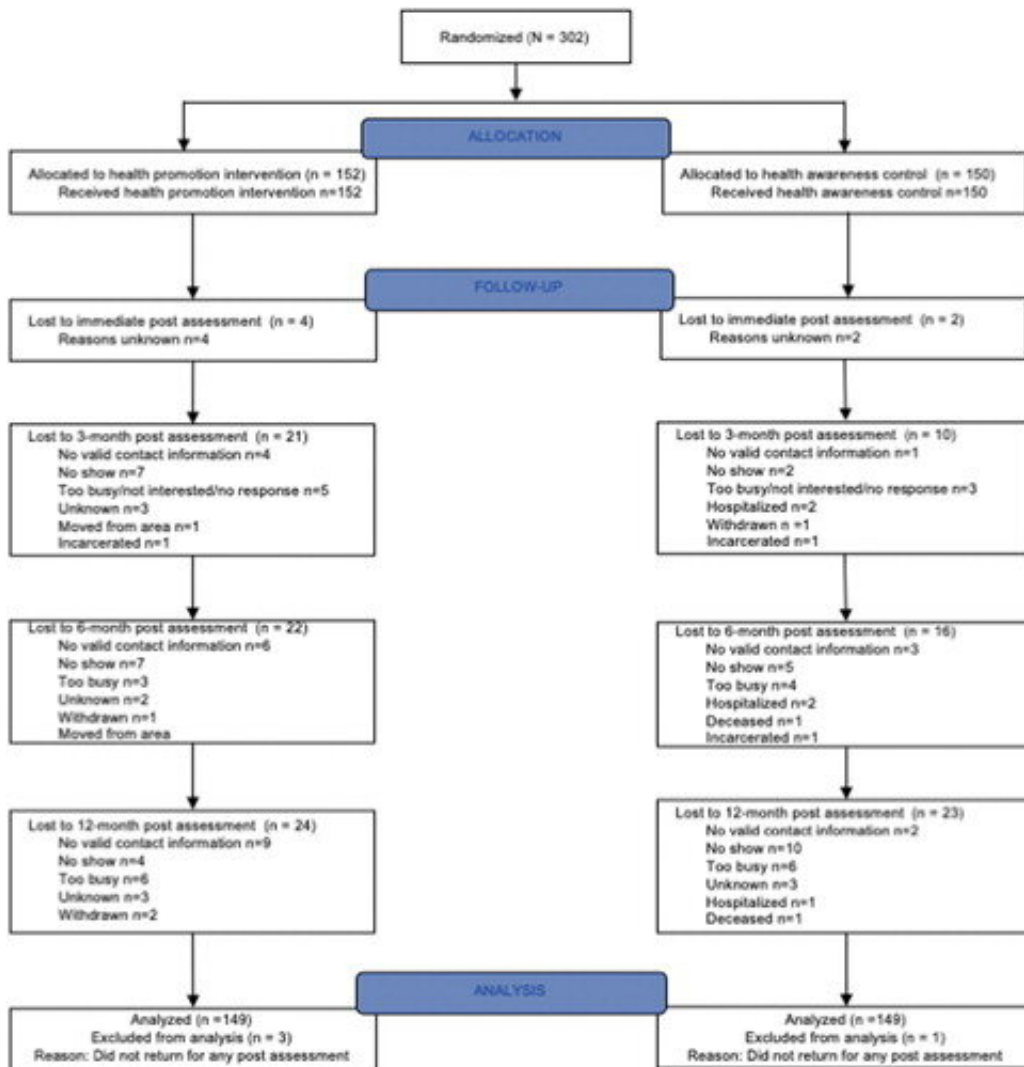 Randomized (N = 302)
ALLOCATION
Allocated to health promotion intervention (n = 152)
Received health promotion intervention n=152
Allocated to health awareness control (n = 150)
Received health awareness control n=150
FOLLOW-UP
Lost to immediate post assessment (n = 4)
Reasons unknown n=4
Lost to immediate post assessment (n = 2)
Reasons unknown n=2
Lost to 3-month post assessment (n = 21)
No valid contact information n=4
No show n=7
Too busy/not interested/no response n=5
Unknown n=3
Moved from area n=1
Incarcerated n=1
Lost to 3-month post assessment (n = 10)
No valid contact information n=1
No show n=2
Too busy/not interested/no response n=3
Hospitalized n=2
Withdrawn n =1
Incarcerated n=1
Lost to 6-month post assessment (n = 22)
No valid contact information n=6
No show n=7
Too busy n=3
Unknown n=2
Withdrawn n=1
Moved from area
Lost to 6-month post assessment (n = 16)
No valid contact information n=3
No show n=5
Too busy n=4
Hospitalized n=2
Deceased n=1
Incarcerated n=1
Lost to 12-month post assessment (n = 24)
No valid contact information n=9
No show n=4
Too busy n=6
Unknown n=3
Withdrawn n=2
Lost to 12-month post assessment (n = 23)
No valid contact information n=2
No show n=10
Too busy n=6
Unknown n=3
Hospitalized n=1
Deceased n=1
ANALYSIS
Analyzed (n =149)
Excluded from analysis (n = 3)
Reason: Did not return for any post assessment
Analyzed (n =149)
Excluded from analysis (n = 1)
Reason: Did not return for any post assessment